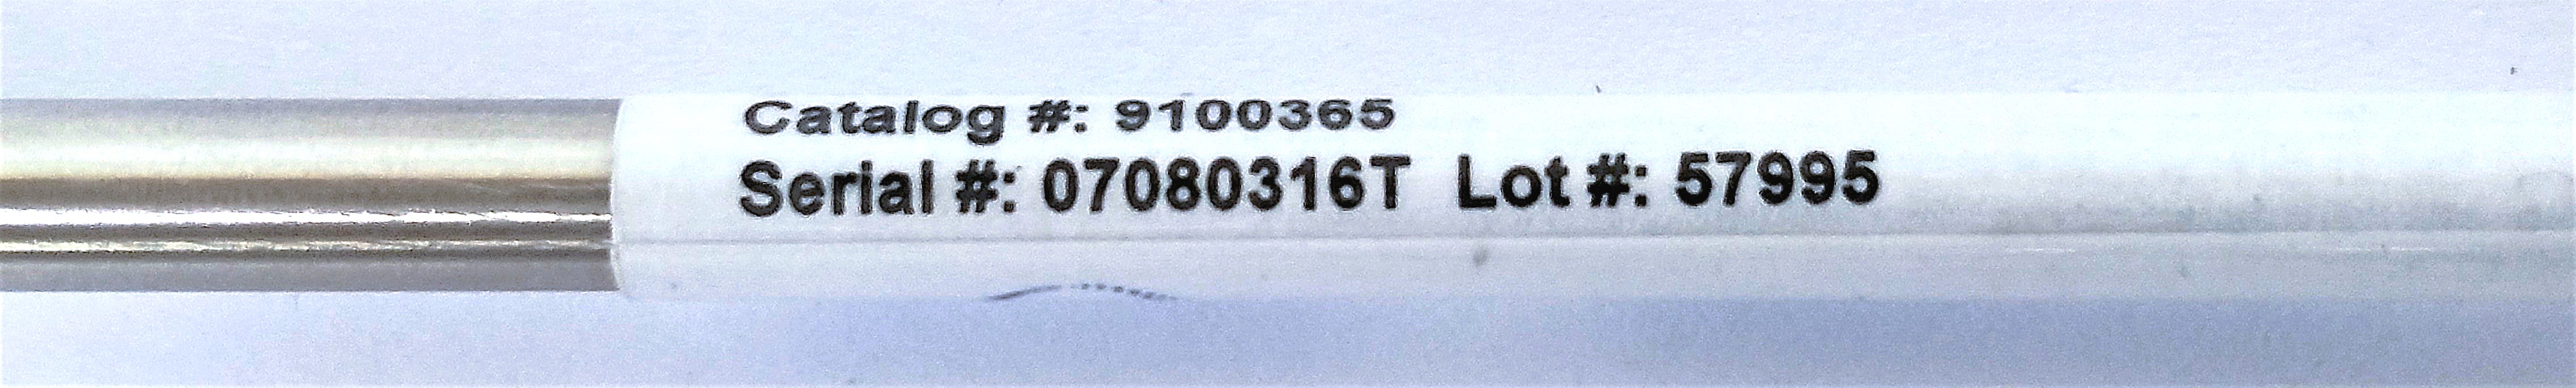 Catalog #: 9100365
Serial #: 07080316T Lot #: 57995